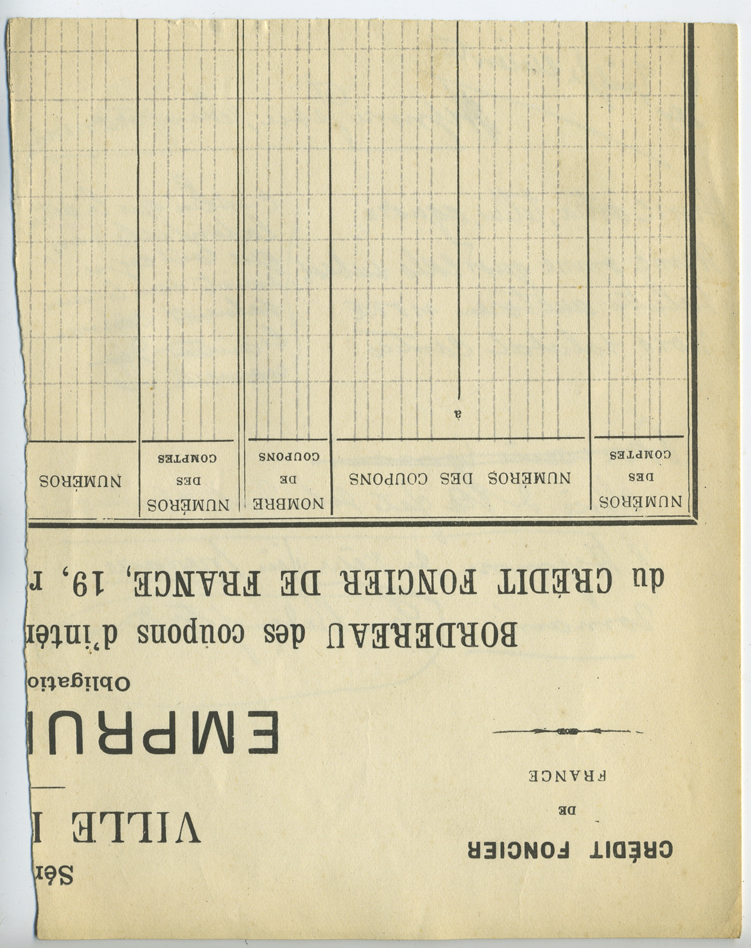 Sér
CRÉDIT FONCIER
DE
FRANCE
VILLE
EMPRU
Obligatio
BORDEREAU des coupons d'intér
du CRÉDIT FONCIER DE FRANCE, 19, r
NUMÉROS DES COMPTES
NUMÉROS DES COUPONS
à
NOMBRE DE COUPONS
NUMÉROS DES COMPTES
NUMÉROS